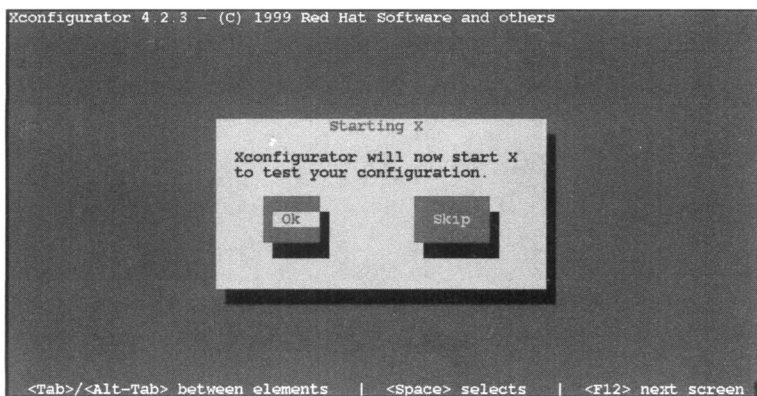 Xconfigurator 4.2.3 - (C) 1999 Red Hat Software and others
Starting X
Xconfigurator will now start X
to test your configuration.
Ok Skip
<Tab>/<Alt-Tab> between elements | <Space> selects | <F12> next screen